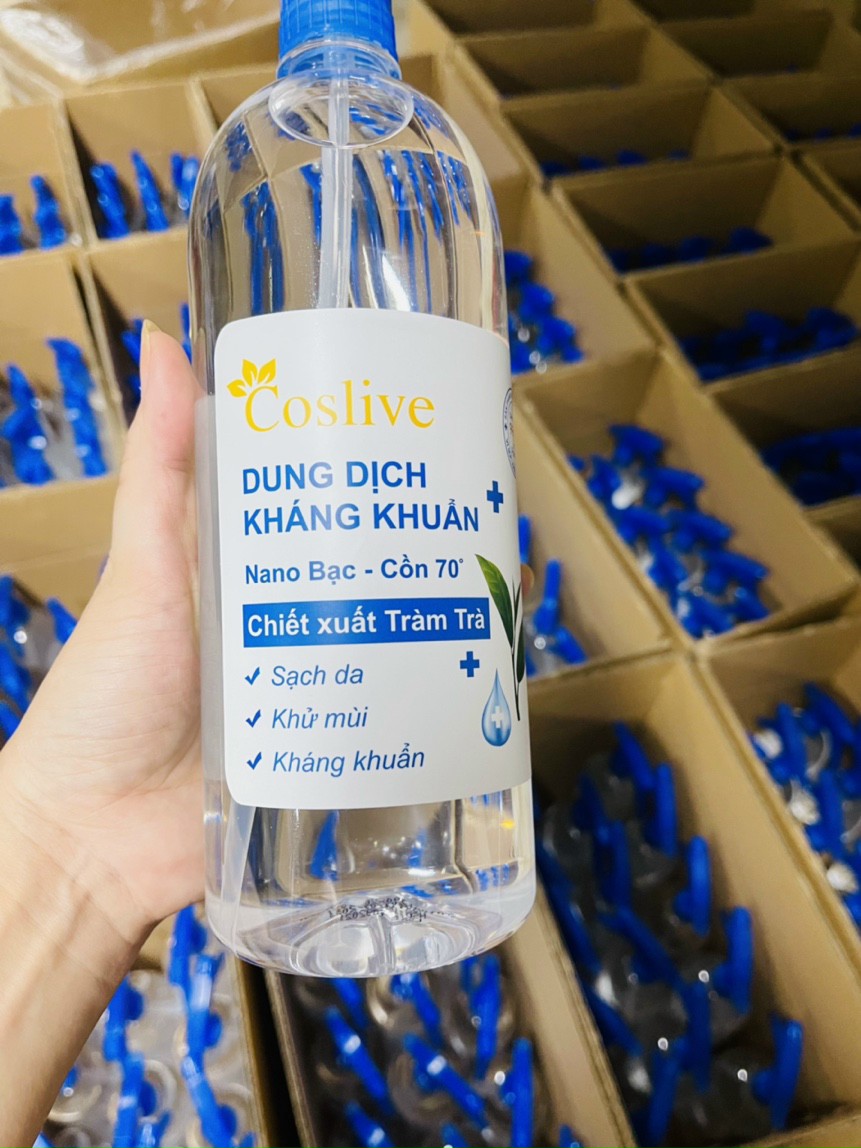 Coslive
DUNG DỊCH
KHÁNG KHUẨN
Nano Bạc - Cồn 70°
Chiết xuất Tràm Trà
Sạch da
Khử mùi
Kháng khuẩn